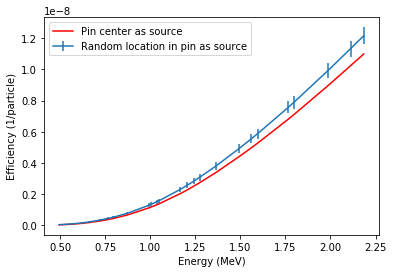 1e−8
Pin center as source
Random location in pin as source
1.2
1.0
0.8
0.6
0.4
0.2
0.0
Efficiency (1/particle)
0.50 0.75 1.00 1.25 1.50 1.75 2.00 2.25
Energy (MeV)